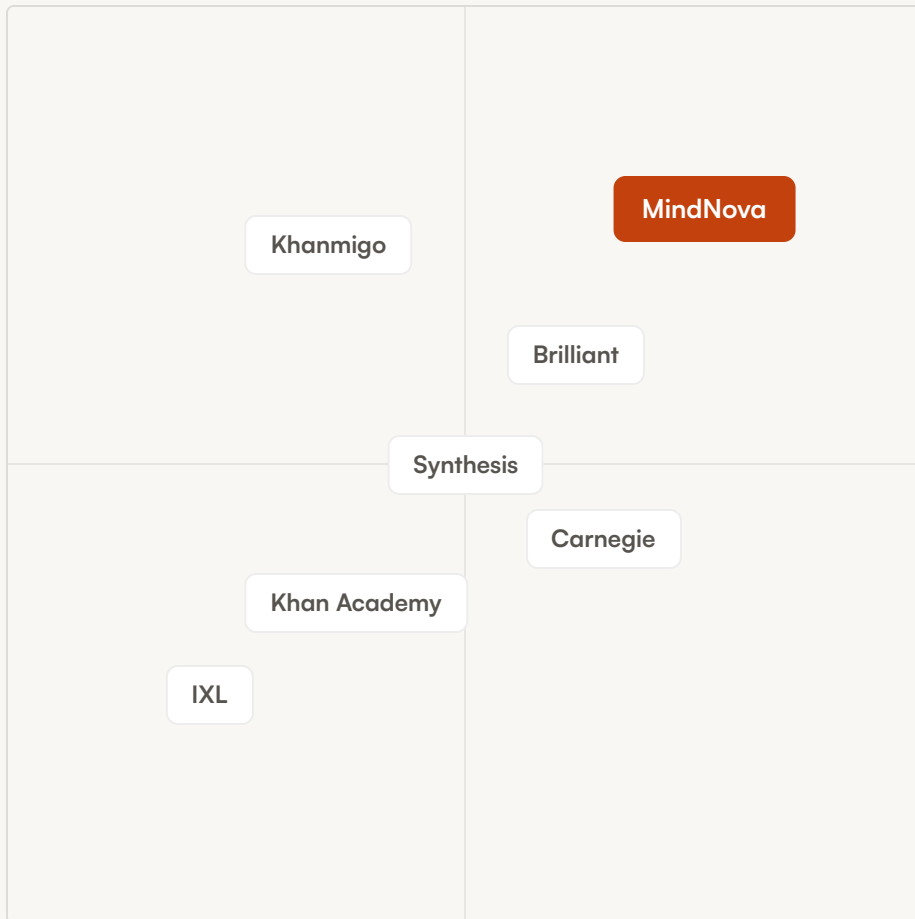 MindNova
Khanmigo
Brilliant
Synthesis
Carnegie
Khan Academy
IXL